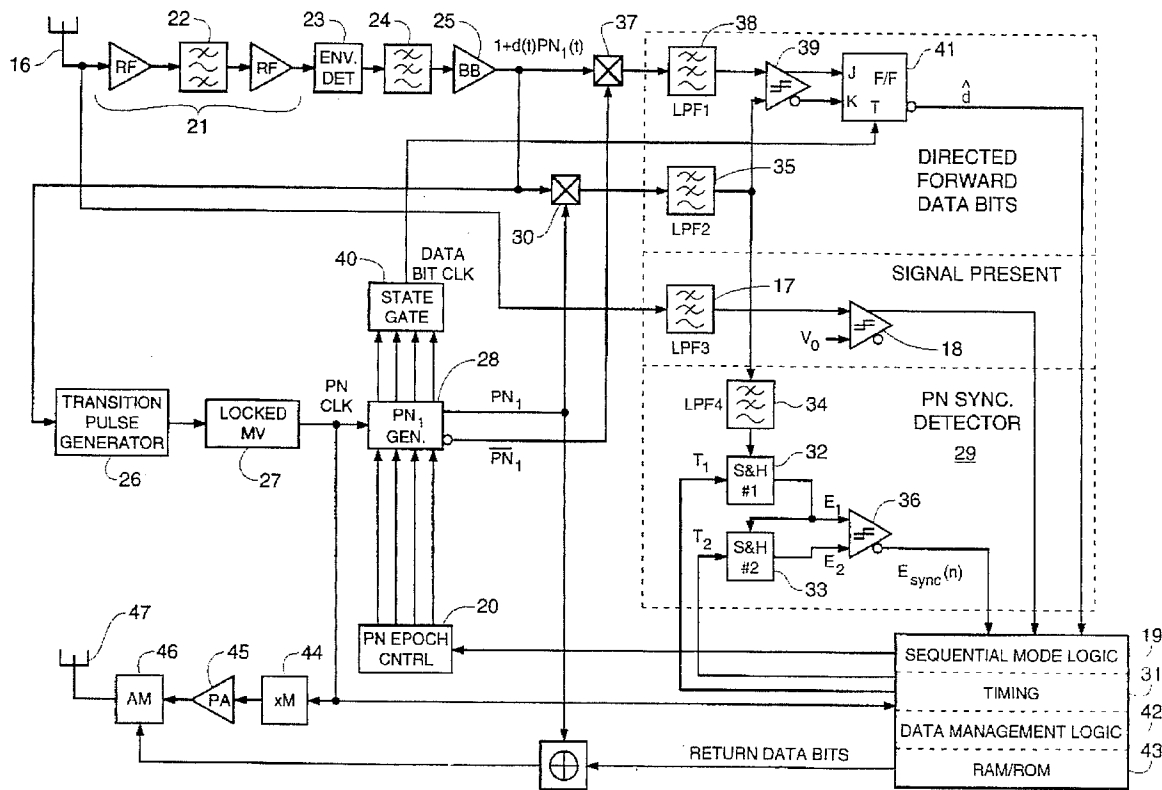 16
RF
22
RF
21
23
ENV.
DET
24
25
BB
1+d(t)PN₁(t)
37
38
LPF1
39
J
F/F
K
T
41
d̂
DIRECTED
FORWARD
DATA BITS
30
35
LPF2
DATA
BIT CLK
40
STATE
GATE
SIGNAL PRESENT
17
LPF3
V₀
18
TRANSITION
PULSE
GENERATOR
26
LOCKED
MV
27
PN
CLK
28
PN₁
GEN.
PN₁
P̅N̅₁
LPF4
34
PN SYNC.
DETECTOR
29
T₁
S&H
#1
32
E₁
36
T₂
S&H
#2
33
E₂
E_sync(n)
20
PN EPOCH
CNTRL
47
46
AM
45
PA
44
xM
SEQUENTIAL MODE LOGIC
19
TIMING
31
DATA MANAGEMENT LOGIC
42
RAM/ROM
43
RETURN DATA BITS